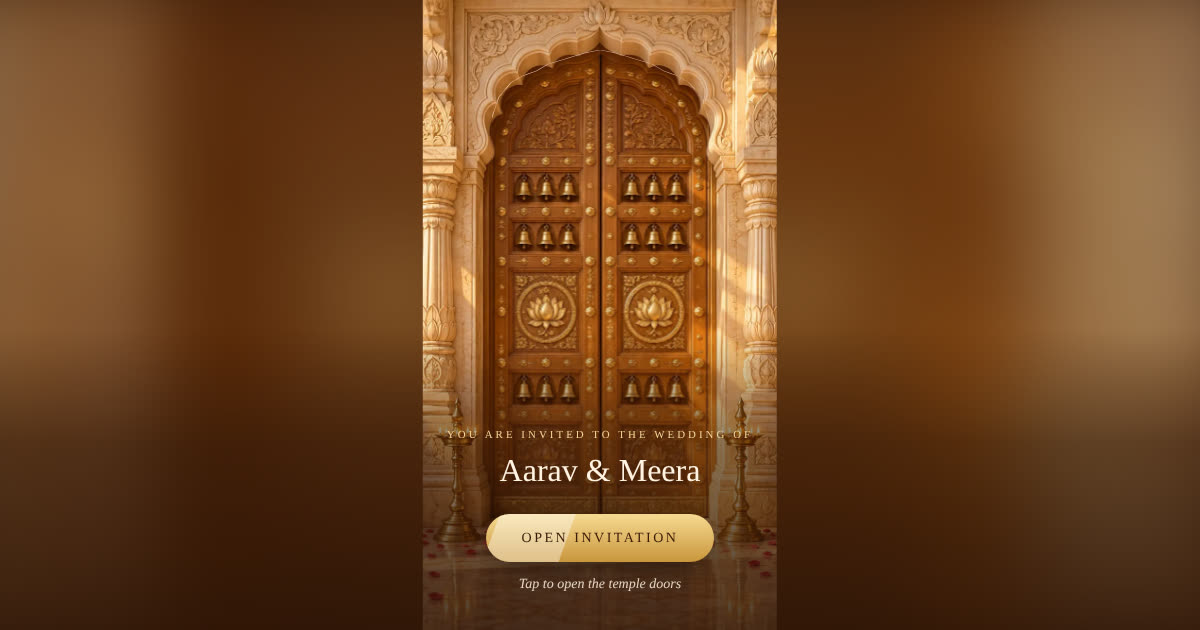 YOU ARE INVITED TO THE WEDDING OF
Aarav & Meera
OPEN INVITATION
Tap to open the temple doors